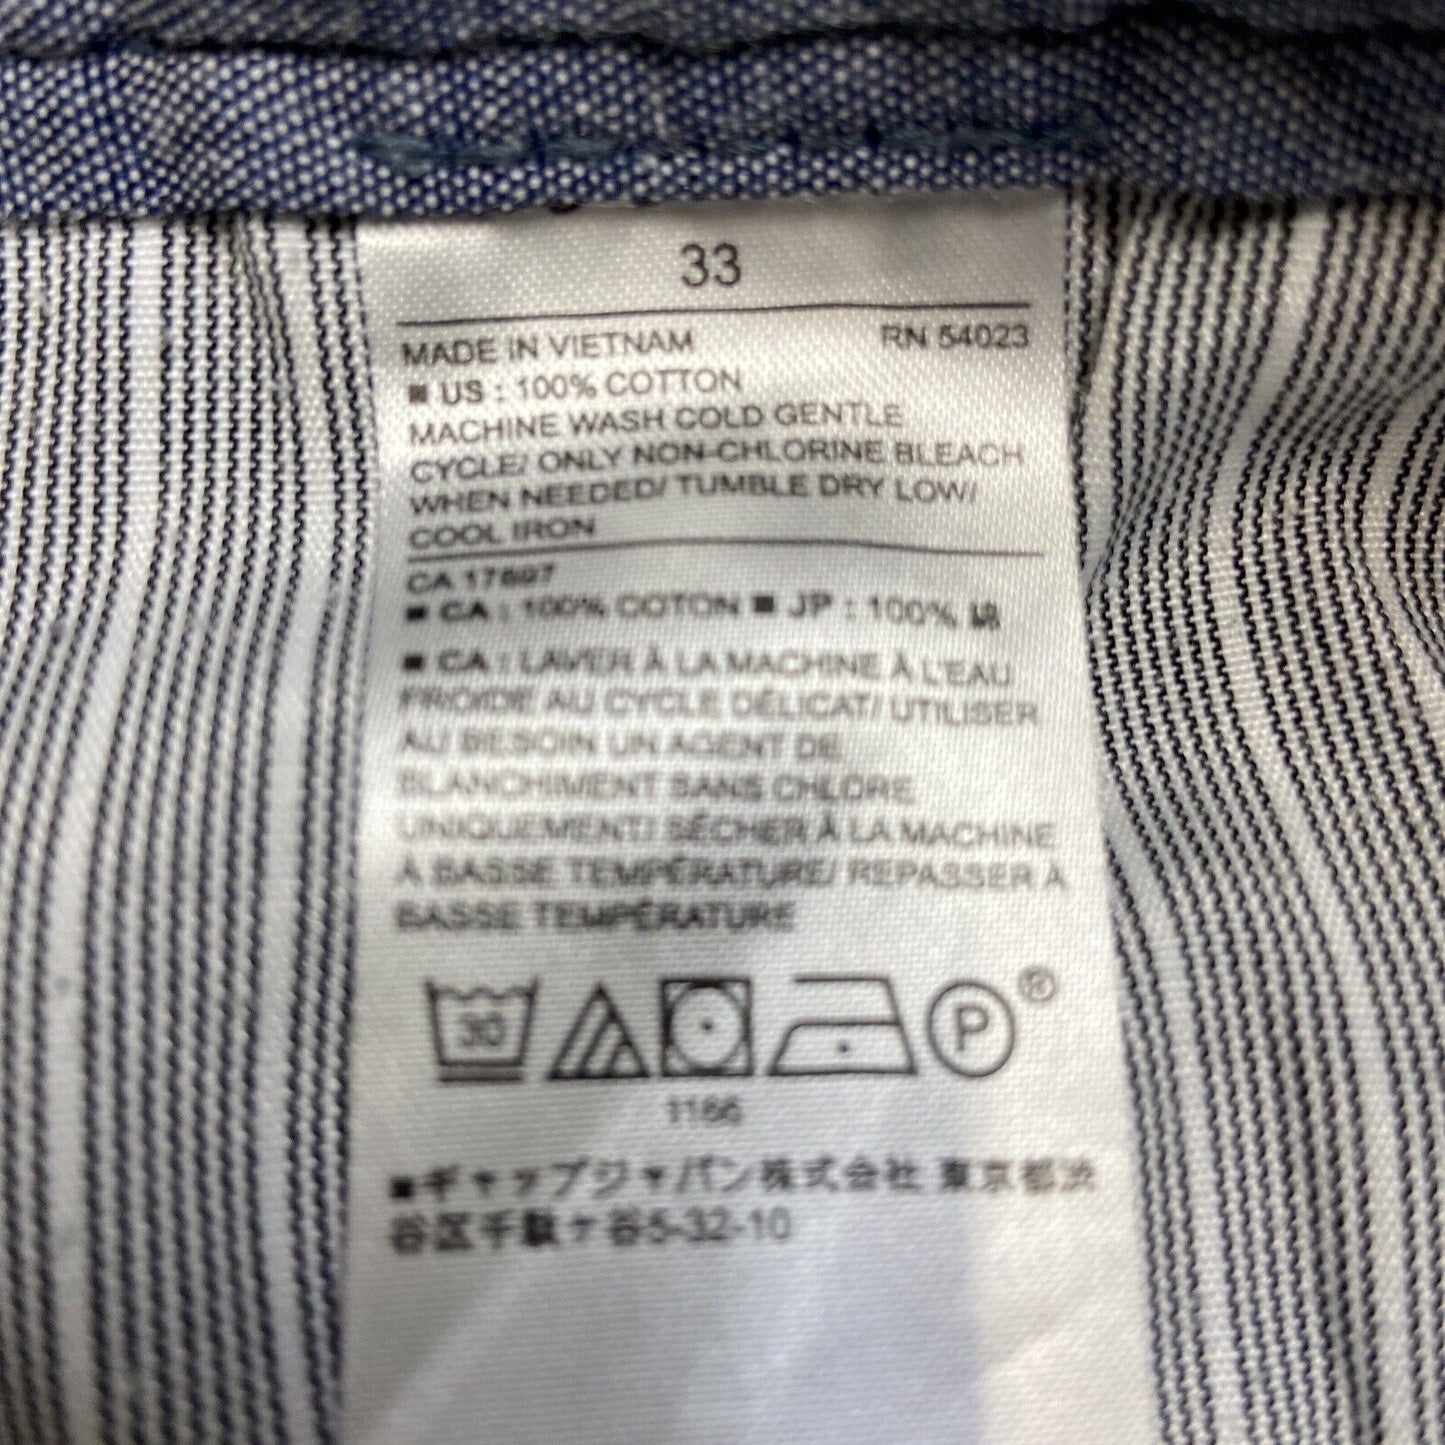 33
MADE IN VIETNAM RN 54023
■ US : 100% COTTON
MACHINE WASH COLD GENTLE
CYCLE/ ONLY NON-CHLORINE BLEACH
WHEN NEEDED/ TUMBLE DRY LOW/
COOL IRON
CA 17697
■ CA : 100% COTON ■ JP : 100% 綿
■ CA : LAVER À LA MACHINE À L'EAU
FROIDE AU CYCLE DÉLICAT/ UTILISER
AU BESOIN UN AGENT DE
BLANCHIMENT SANS CHLORE
UNIQUEMENT/ SÉCHER À LA MACHINE
À BASSE TEMPÉRATURE/ REPASSER À
BASSE TEMPÉRATURE
30 P ®
1166
■ギャップジャパン株式会社 東京都渋
谷区千駄ヶ谷5-32-10